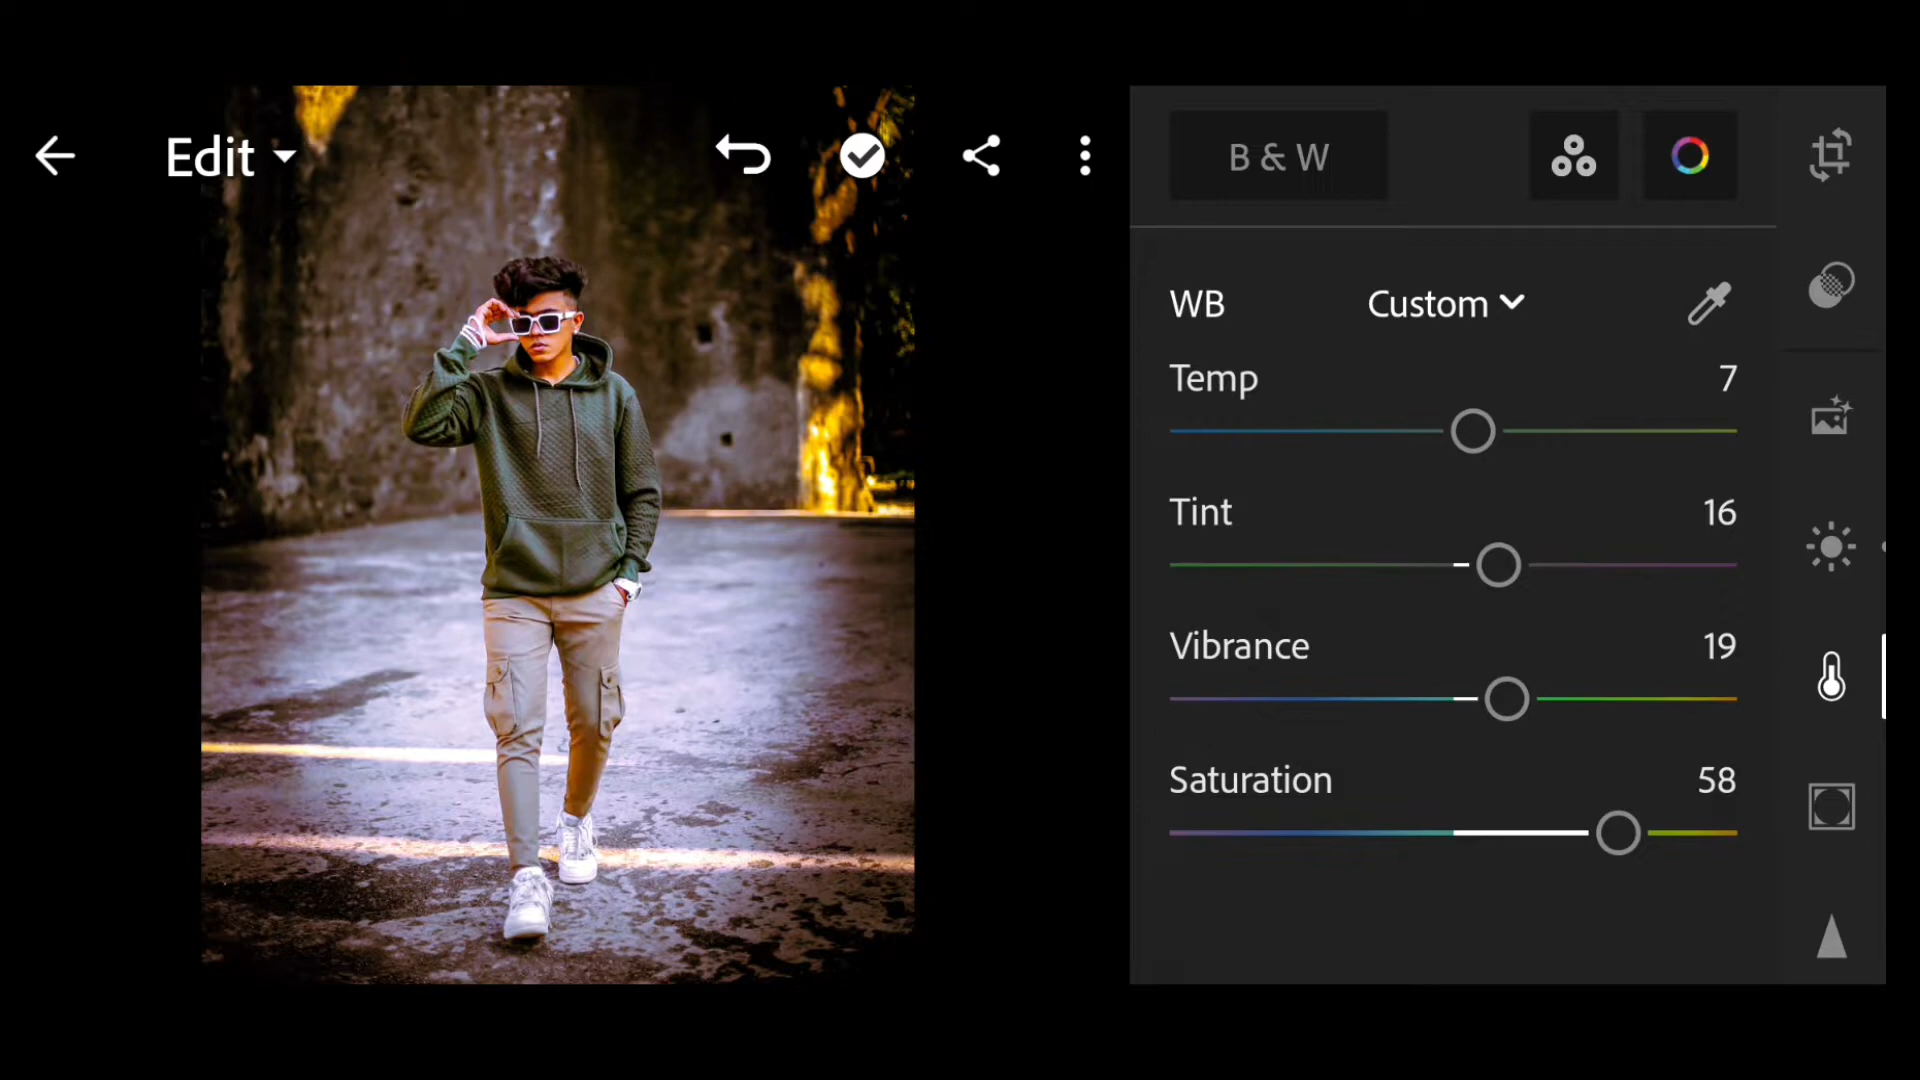 Edit
B & W
WB Custom
Temp 7
Tint 16
Vibrance 19
Saturation 58